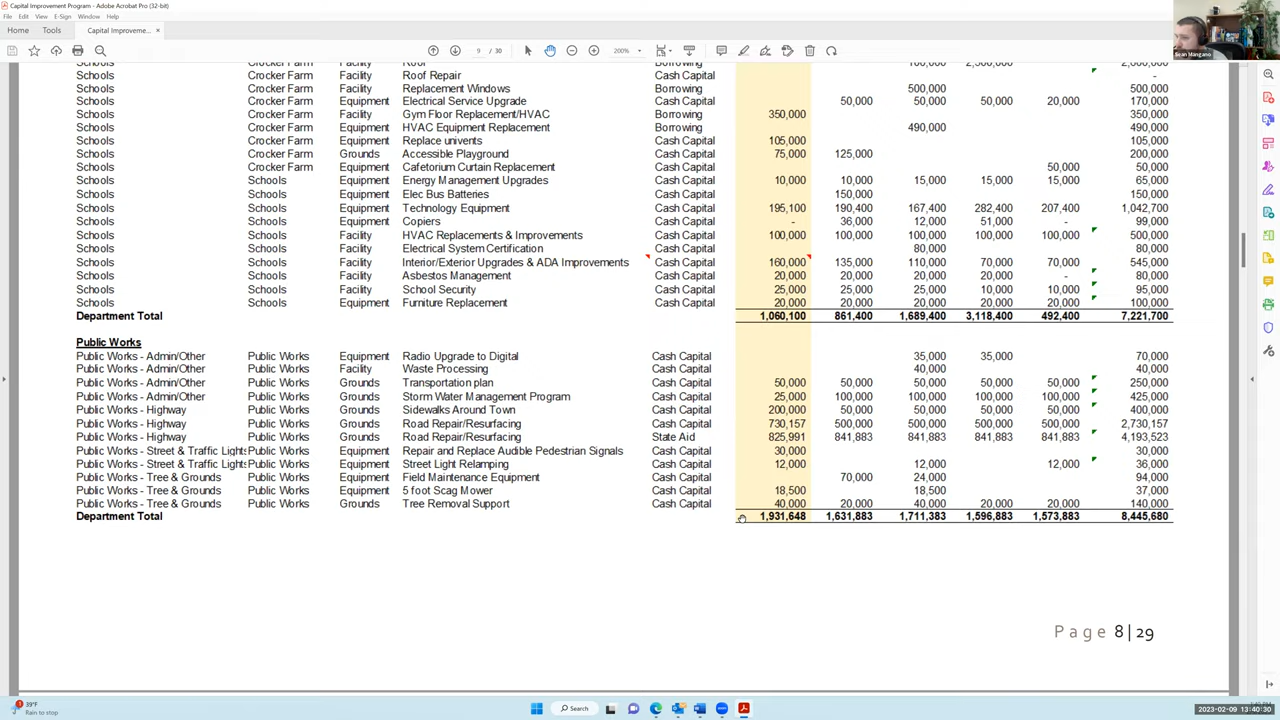 Capital Improvement Program - Adobe Acrobat Pro (32-bit)
File Edit View E-Sign Window Help
Home Tools Capital Improveme... ×
9 / 30 200%
Sean Mangano
Schools Crocker Farm Facility Roof Borrowing
Schools Crocker Farm Facility Roof Repair Cash Capital -
Schools Crocker Farm Facility Replacement Windows Borrowing 500,000 500,000
Schools Crocker Farm Equipment Electrical Service Upgrade Cash Capital 50,000 50,000 50,000 20,000 170,000
Schools Crocker Farm Facility Gym Floor Replacement/HVAC Borrowing 350,000 350,000
Schools Crocker Farm Equipment HVAC Equipment Replacement Borrowing 490,000 490,000
Schools Crocker Farm Equipment Replace univents Cash Capital 105,000 105,000
Schools Crocker Farm Grounds Accessible Playground Cash Capital 75,000 125,000 200,000
Schools Crocker Farm Equipment Cafetorium Curtain Replacement Cash Capital 50,000 50,000
Schools Schools Equipment Energy Management Upgrades Cash Capital 10,000 10,000 15,000 15,000 15,000 65,000
Schools Schools Equipment Elec Bus Batteries Cash Capital 150,000 150,000
Schools Schools Equipment Technology Equipment Cash Capital 195,100 190,400 167,400 282,400 207,400 1,042,700
Schools Schools Equipment Copiers Cash Capital - 36,000 12,000 51,000 - 99,000
Schools Schools Facility HVAC Replacements & Improvements Cash Capital 100,000 100,000 100,000 100,000 100,000 500,000
Schools Schools Facility Electrical System Certification Cash Capital 80,000 80,000
Schools Schools Facility Interior/Exterior Upgrades & ADA Improvements Cash Capital 160,000 135,000 110,000 70,000 70,000 545,000
Schools Schools Facility Asbestos Management Cash Capital 20,000 20,000 20,000 20,000 - 80,000
Schools Schools Facility School Security Cash Capital 25,000 25,000 25,000 10,000 10,000 95,000
Schools Schools Equipment Furniture Replacement Cash Capital 20,000 20,000 20,000 20,000 20,000 100,000
Department Total 1,060,100 861,400 1,689,400 3,118,400 492,400 7,221,700
Public Works
Public Works - Admin/Other Public Works Equipment Radio Upgrade to Digital Cash Capital 35,000 35,000 70,000
Public Works - Admin/Other Public Works Facility Waste Processing Cash Capital 40,000 40,000
Public Works - Admin/Other Public Works Grounds Transportation plan Cash Capital 50,000 50,000 50,000 50,000 50,000 250,000
Public Works - Admin/Other Public Works Grounds Storm Water Management Program Cash Capital 25,000 100,000 100,000 100,000 100,000 425,000
Public Works - Highway Public Works Grounds Sidewalks Around Town Cash Capital 200,000 50,000 50,000 50,000 50,000 400,000
Public Works - Highway Public Works Grounds Road Repair/Resurfacing Cash Capital 730,157 500,000 500,000 500,000 500,000 2,730,157
Public Works - Highway Public Works Grounds Road Repair/Resurfacing State Aid 825,991 841,883 841,883 841,883 841,883 4,193,523
Public Works - Street & Traffic Lights Public Works Equipment Repair and Replace Audible Pedestrian Signals Cash Capital 30,000 30,000
Public Works - Street & Traffic Lights Public Works Equipment Street Light Relamping Cash Capital 12,000 12,000 12,000 36,000
Public Works - Tree & Grounds Public Works Equipment Field Maintenance Equipment Cash Capital 70,000 24,000 94,000
Public Works - Tree & Grounds Public Works Equipment 5 foot Scag Mower Cash Capital 18,500 18,500 37,000
Public Works - Tree & Grounds Public Works Grounds Tree Removal Support Cash Capital 40,000 20,000 40,000 20,000 20,000 140,000
Department Total 1,931,648 1,631,883 1,711,383 1,596,883 1,573,883 8,445,680
Page 8|29
39°F
Rain to stop
Search
2023-02-09 13:40:30